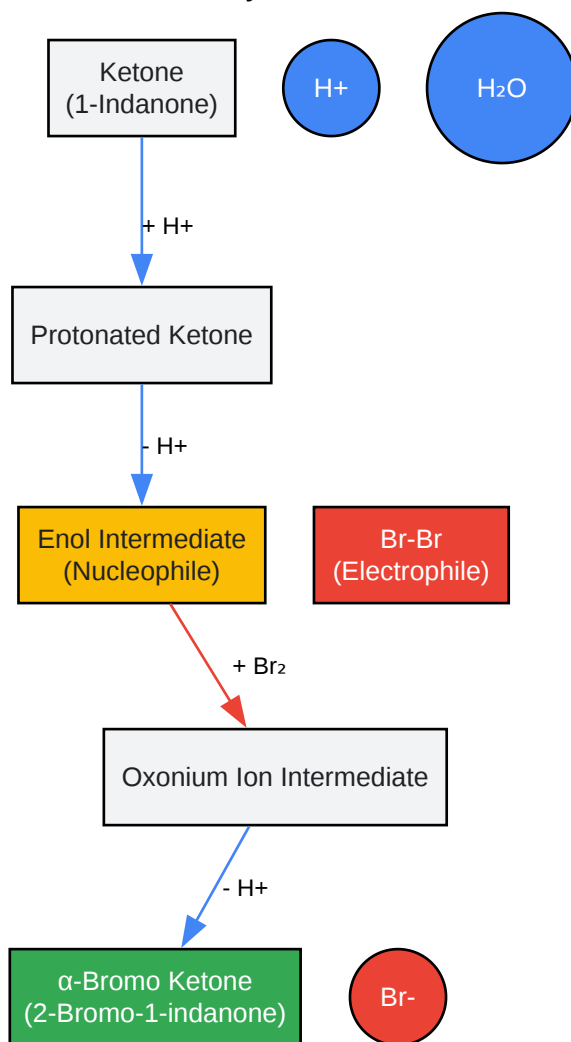 Ketone
(1-Indanone)
H+
H₂O
+ H+
Protonated Ketone
- H+
Enol Intermediate
(Nucleophile)
Br-Br
(Electrophile)
+ Br₂
Oxonium Ion Intermediate
- H+
α-Bromo Ketone
(2-Bromo-1-indanone)
Br-